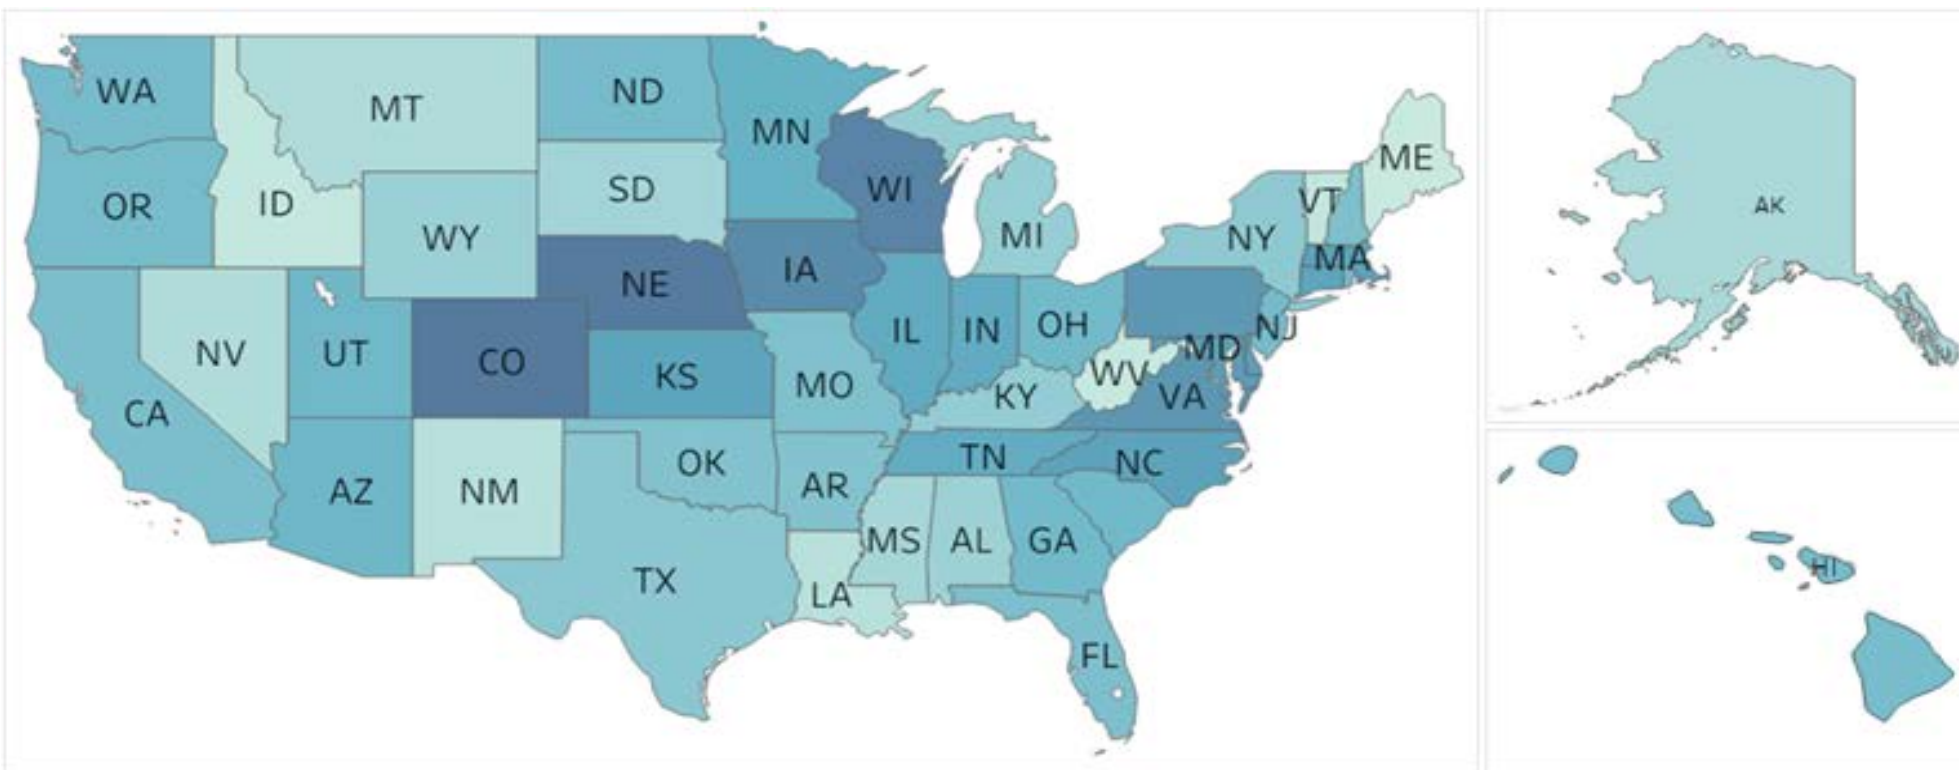 WA
MT
ND
MN
ME
OR
ID
WY
SD
WI
MI
NY
VT
MA
AK
NE
IA
NV
UT
CO
KS
IL
IN
OH
NJ
MD
CA
MO
KY
WV
VA
AZ
NM
OK
AR
TN
NC
TX
LA
MS
AL
GA
FL
HI